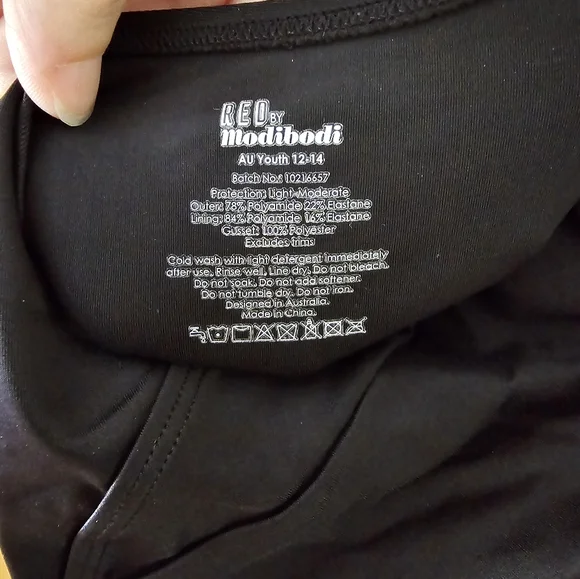 RED BY
Modibodi
AU Youth 12-14
Batch No.: 10216657
Protection: Light-Moderate
Outer: 78% Polyamide 22% Elastane
Lining: 84% Polyamide 16% Elastane
Gusset: 100% Polyester
Excludes trims
Cold wash with light detergent immediately
after use. Rinse well. Line dry. Do not bleach.
Do not soak. Do not add softener.
Do not tumble dry. Do not iron.
Designed in Australia.
Made in China.